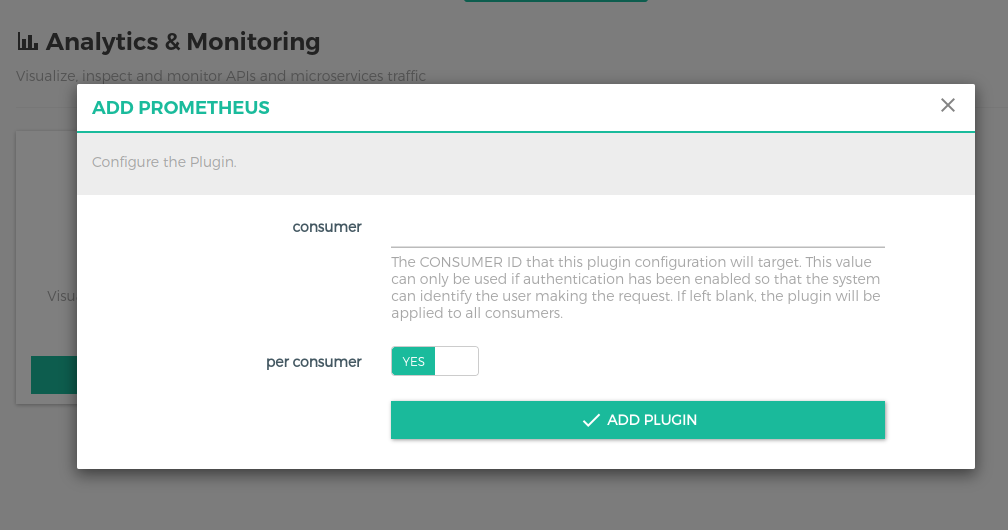 Analytics & Monitoring
Visualize, inspect and monitor APIs and microservices traffic
ADD PROMETHEUS
Configure the Plugin.
consumer
The CONSUMER ID that this plugin configuration will target. This value
can only be used if authentication has been enabled so that the system
can identify the user making the request. If left blank, the plugin will be
applied to all consumers.
Visu
per consumer
YES
ADD PLUGIN